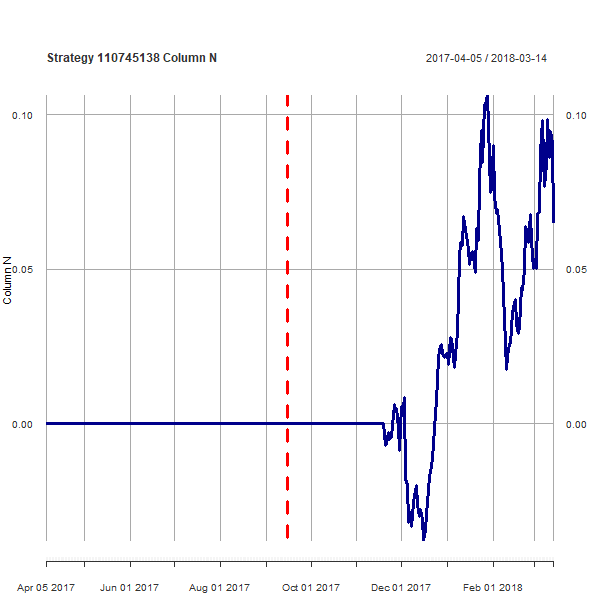 Strategy 110745138 Column N
2017-04-05 / 2018-03-14
0.10
0.10
0.05
0.05
Column N
0.00
0.00
Apr 05 2017
Jun 01 2017
Aug 01 2017
Oct 01 2017
Dec 01 2017
Feb 01 2018